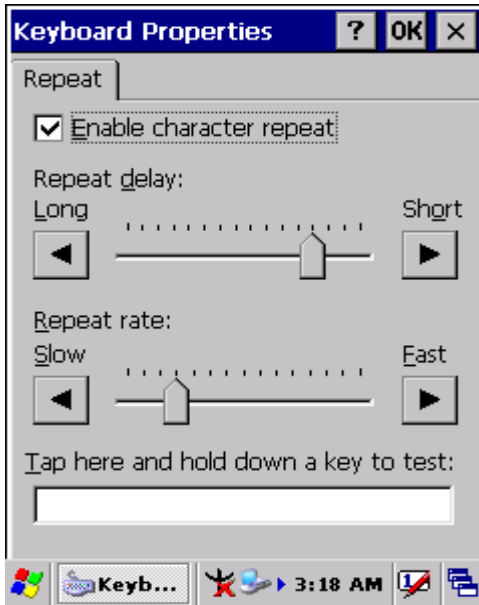 Keyboard Properties ? OK ×
Repeat
Enable character repeat
Repeat delay:
Long Short
Repeat rate:
Slow Fast
Tap here and hold down a key to test:
Keyb... 3:18 AM